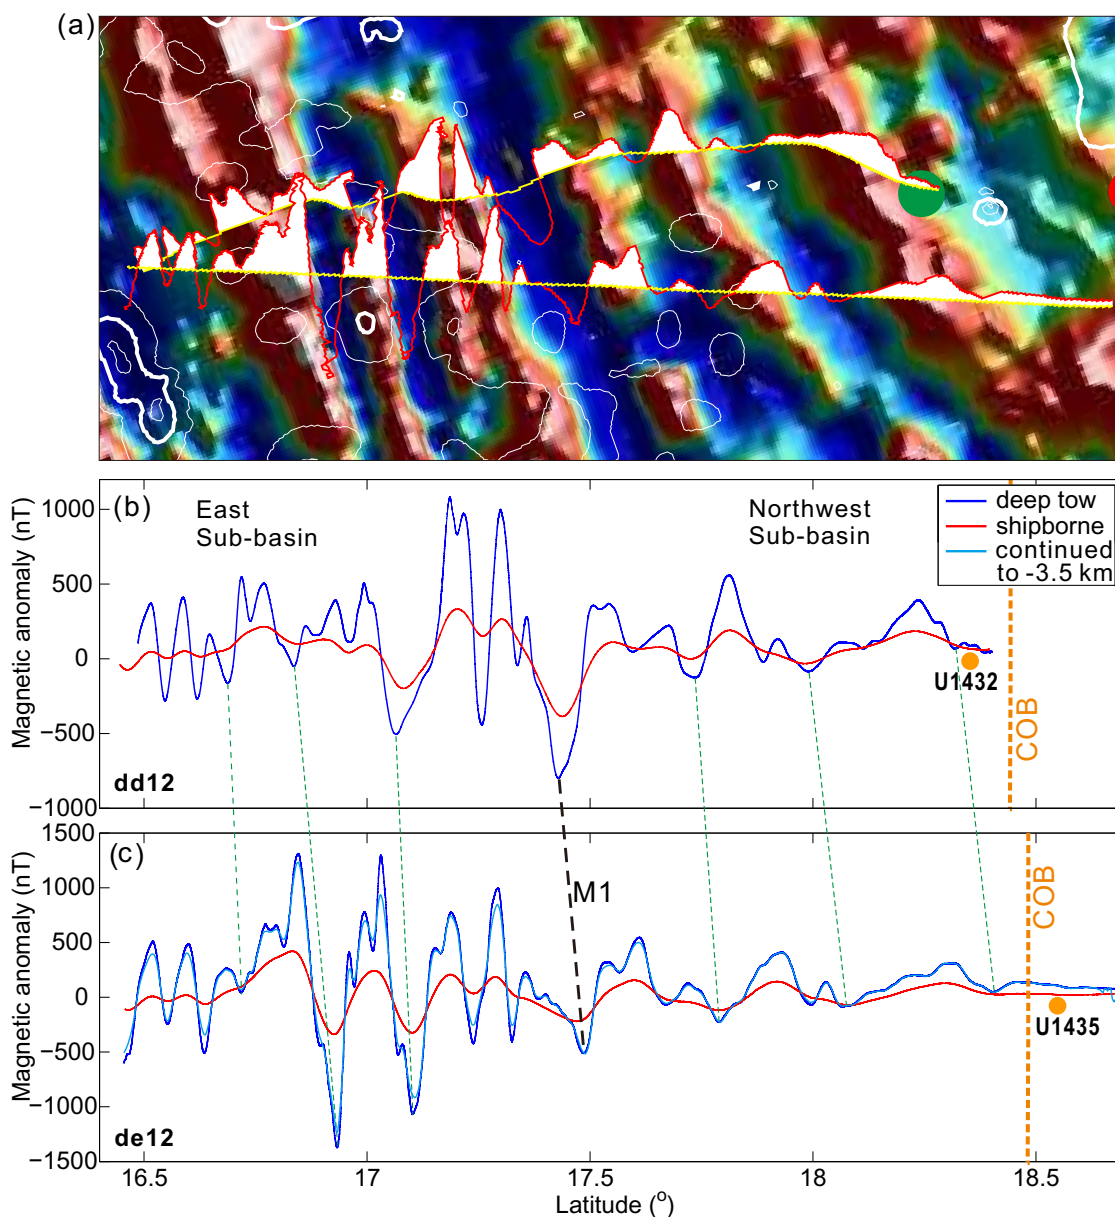 (a)
(b)
East
Sub-basin
Northwest
Sub-basin
deep tow
shipborne
continued
to -3.5 km
1000
500
0
−500
−1000
Magnetic anomaly (nT)
U1432
COB
dd12
(c)
1500
1000
500
0
−500
−1000
−1500
Magnetic anomaly (nT)
M1
COB
U1435
de12
16.5
17
17.5
18
18.5
Latitude (o)